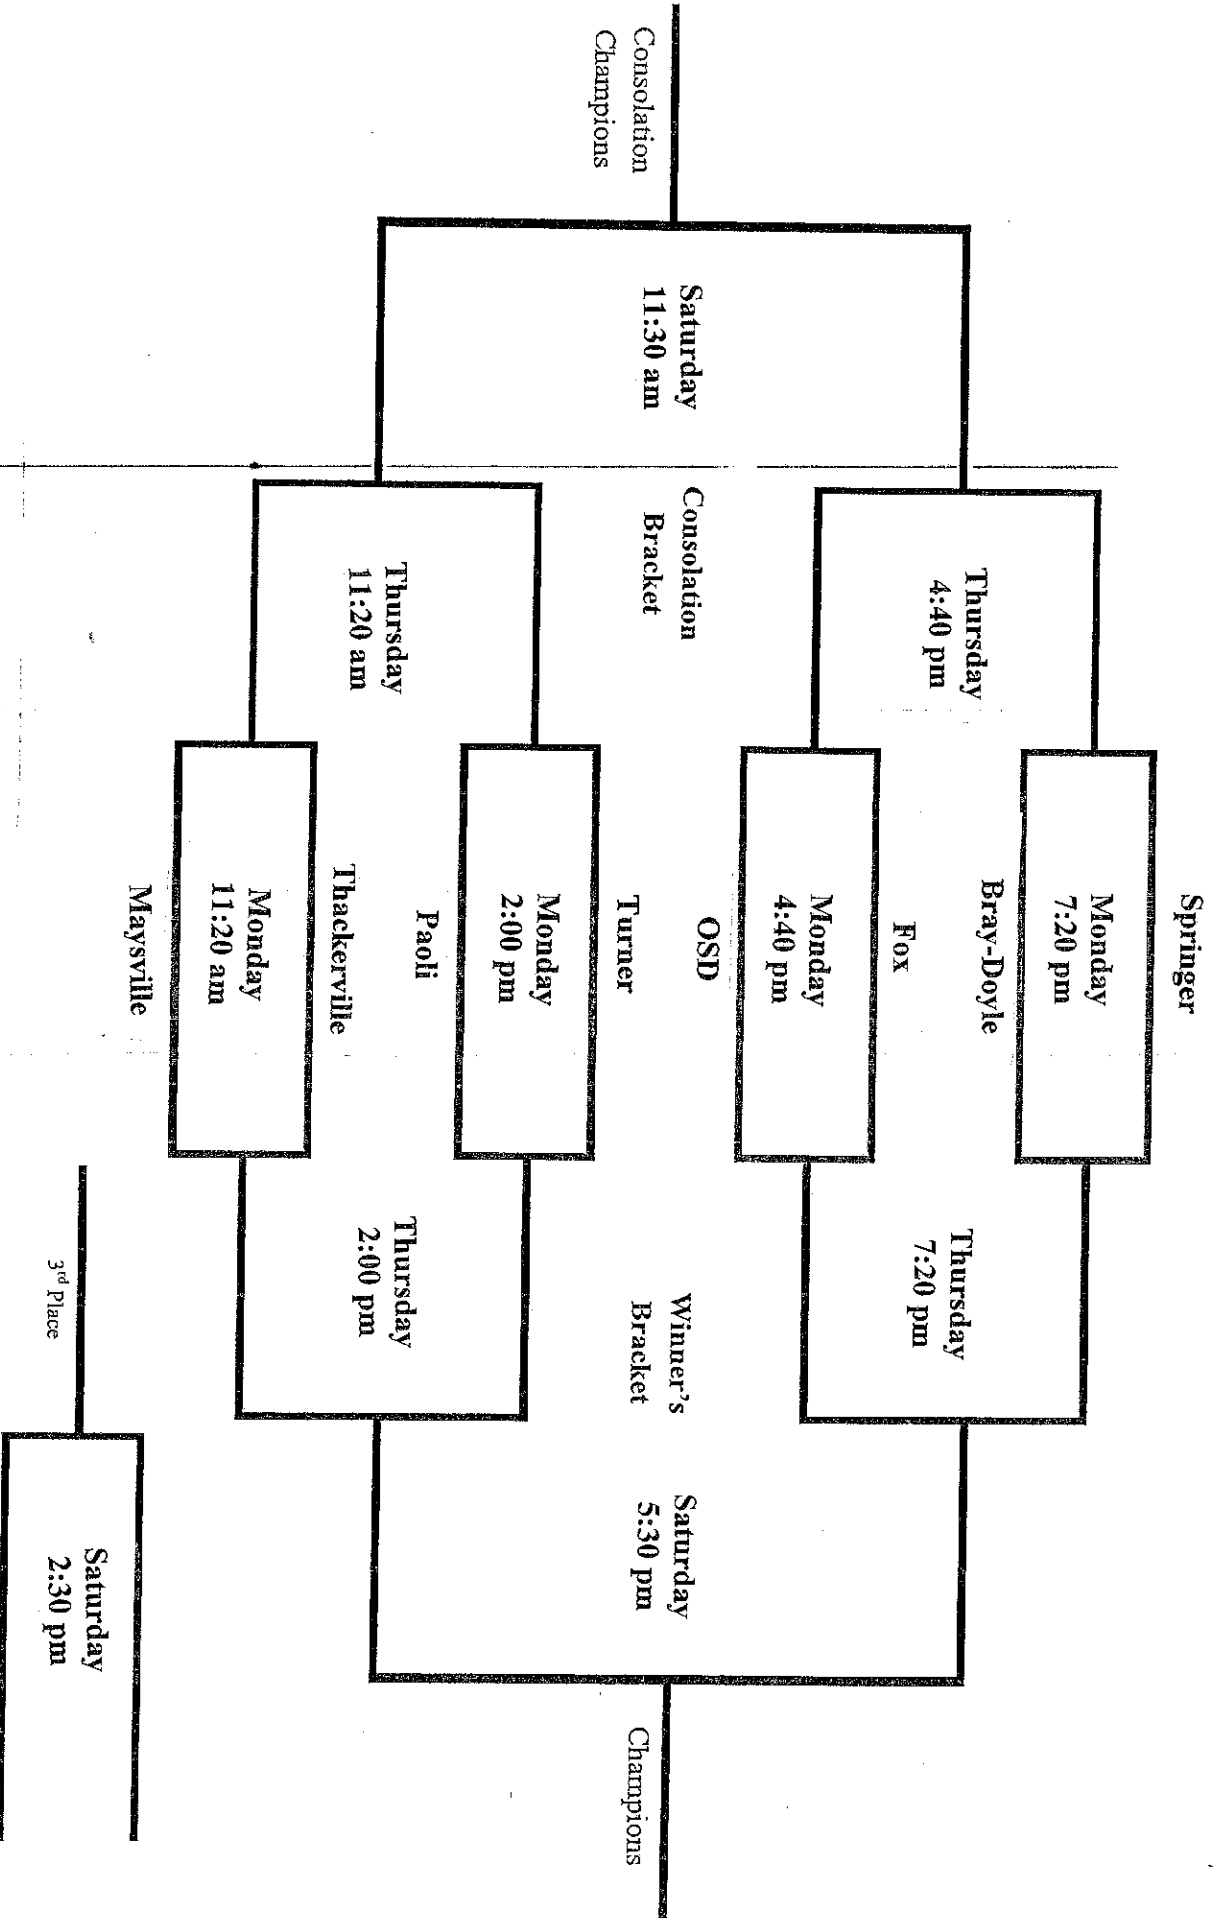 Springer
Monday
7:20 pm
Bray-Doyle
Thursday
4:40 pm
Thursday
7:20 pm
Fox
Monday
4:40 pm
OSD
Saturday
11:30 am
Consolation
Bracket
Winner's
Bracket
Saturday
5:30 pm
Consolation
Champions
Champions
Turner
Monday
2:00 pm
Paoli
Thursday
11:20 am
Thursday
2:00 pm
Thackerville
Monday
11:20 am
Maysville
3rd Place
Saturday
2:30 pm